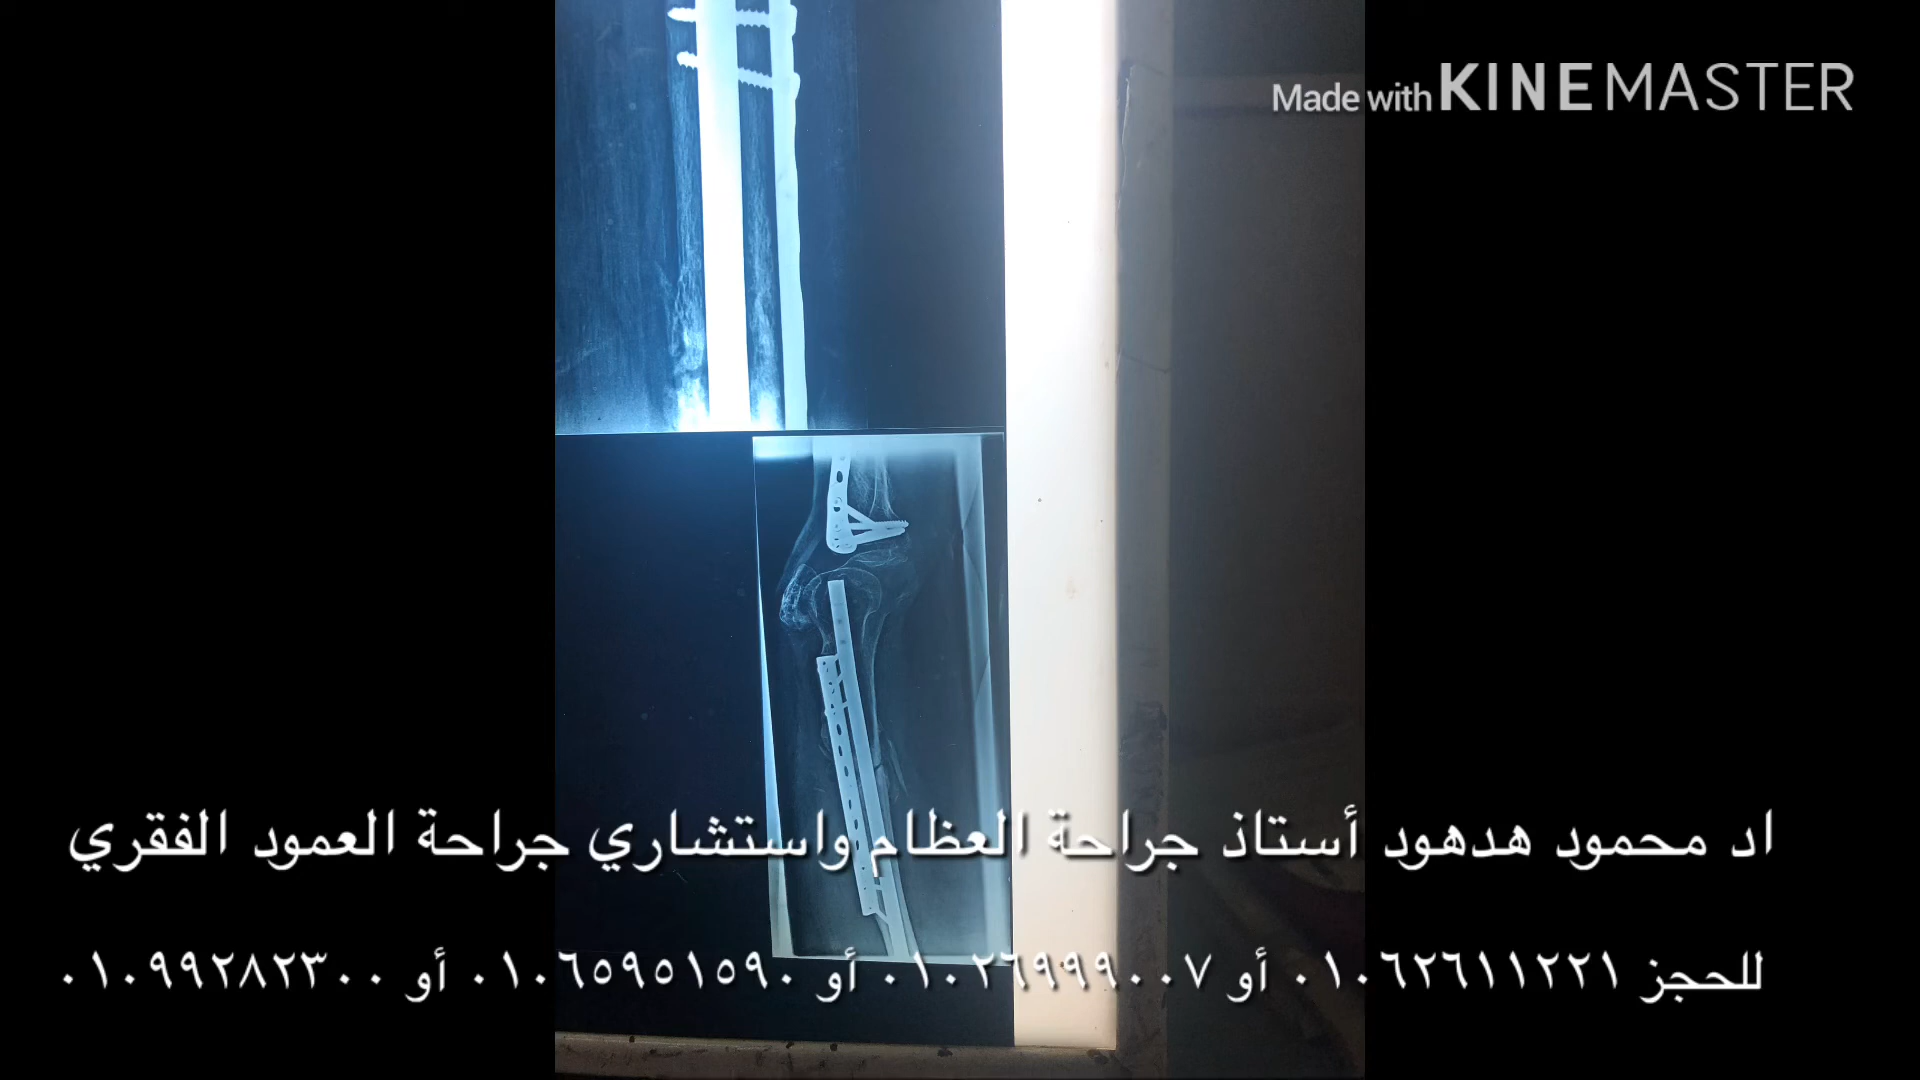 Made with KINEMASTER
اد محمود هدهود أستاذ جراحة العظام واستشاري جراحة العمود الفقري
للحجز ٠١٠٦٢٦١١٢٢١ أو ٠١٠٢٦٩٩٩٠٠٧ أو ٠١٠٦٥٩٥١٥٩٠ أو ٠١٠٩٩٢٨٢٣٠٠